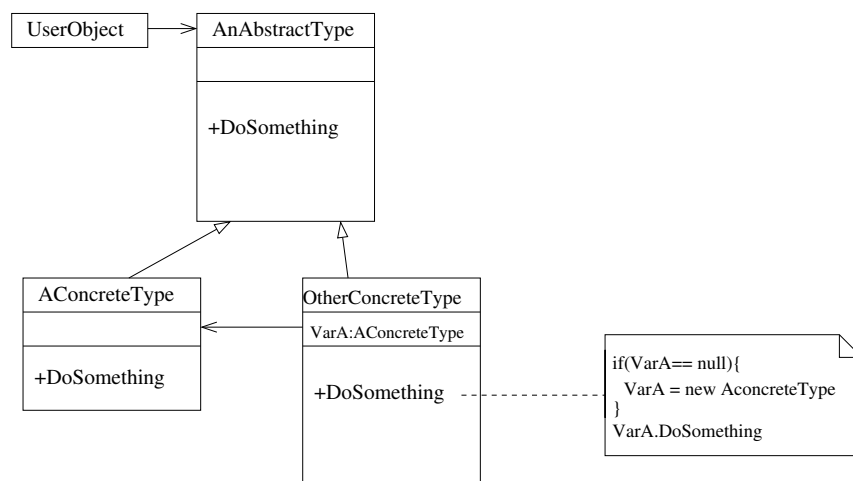 UserObject
AnAbstractType
+DoSomething
AConcreteType
+DoSomething
OtherConcreteType
VarA:AConcreteType
+DoSomething
if(VarA== null){
VarA = new AconcreteType
}
VarA.DoSomething